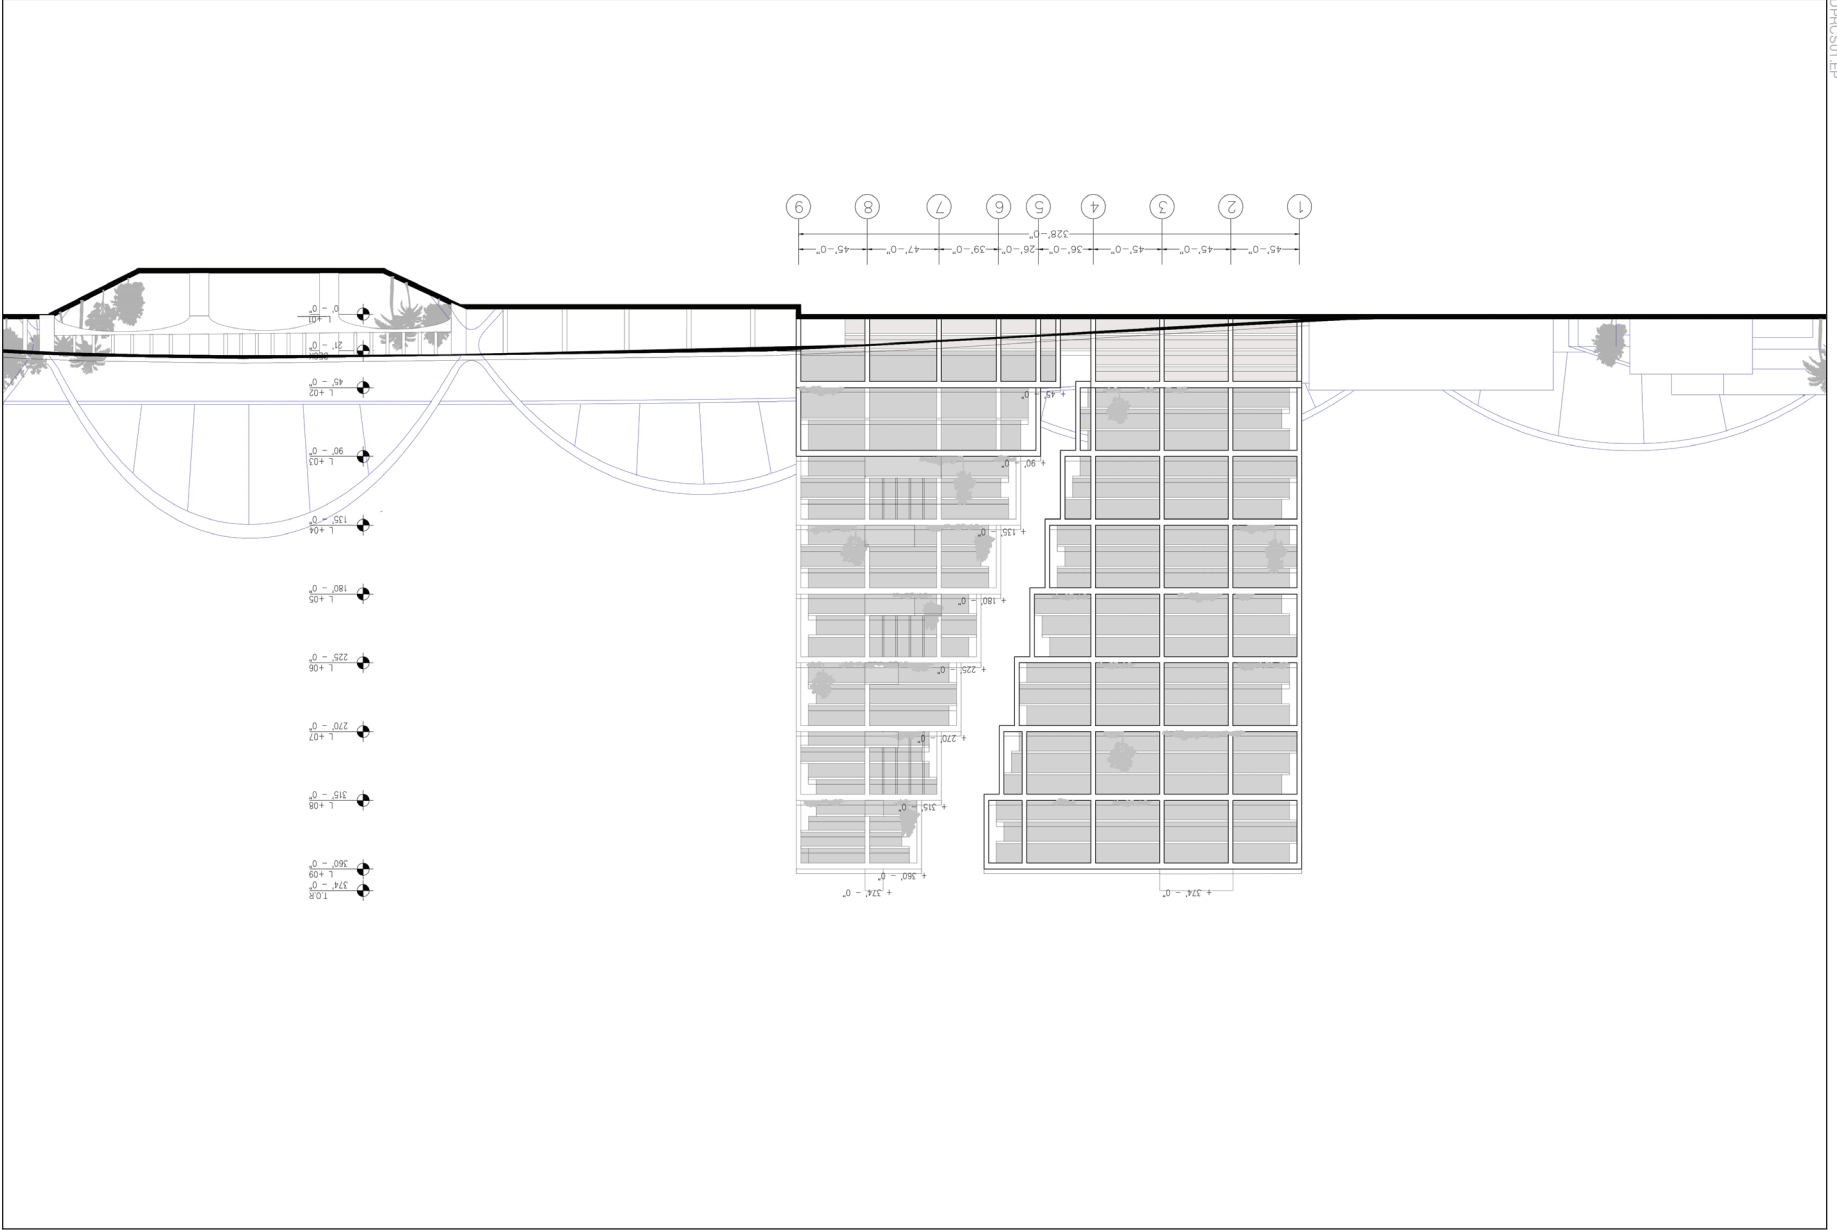 + 374' - 0"
+ 374' - 0"
+ 360' - 0"
+ 315' - 0"
+ 270' - 0"
+ 225' - 0"
+ 180' - 0"
+ 135' - 0"
+ 90' - 0"
+ 45' - 0"
T.O.R
374' - 0"
L +09
360' - 0"
L +08
315' - 0"
L +07
270' - 0"
L +06
225' - 0"
L +05
180' - 0"
L +04
135' - 0"
L +03
90' - 0"
L +02
45' - 0"
DECK
21' - 0"
L +01
0' - 0"
45'-0" 45'-0" 45'-0" 36'-0" 26'-0" 39'-0" 47'-0" 45'-0"
328'-0"
1 2 3 4 5 6 7 8 9